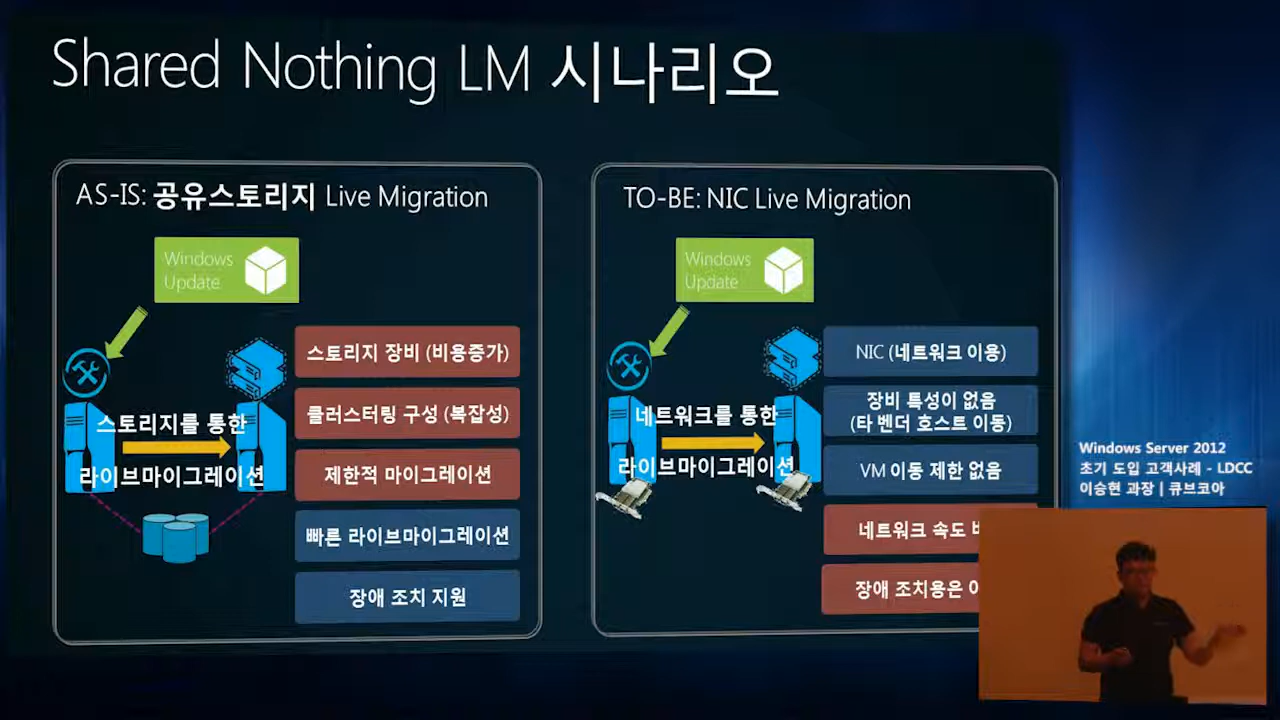 Shared Nothing LM 시나리오
AS-IS: 공유스토리지 Live Migration
Windows
Update
스토리지를 통한
라이브마이그레이션
스토리지 장비 (비용증가)
클러스터링 구성 (복잡성)
제한적 마이그레이션
빠른 라이브마이그레이션
장애 조치 지원
TO-BE: NIC Live Migration
Windows
Update
네트워크를 통한
라이브마이그레이션
NIC (네트워크 이용)
장비 특성이 없음
(타 벤더 호스트 이동)
VM 이동 제한 없음
네트워크 속도
장애 조치용은
Windows Server 2012
초기 도입 고객사례 - LDCC
이승현 과장 | 큐브코아